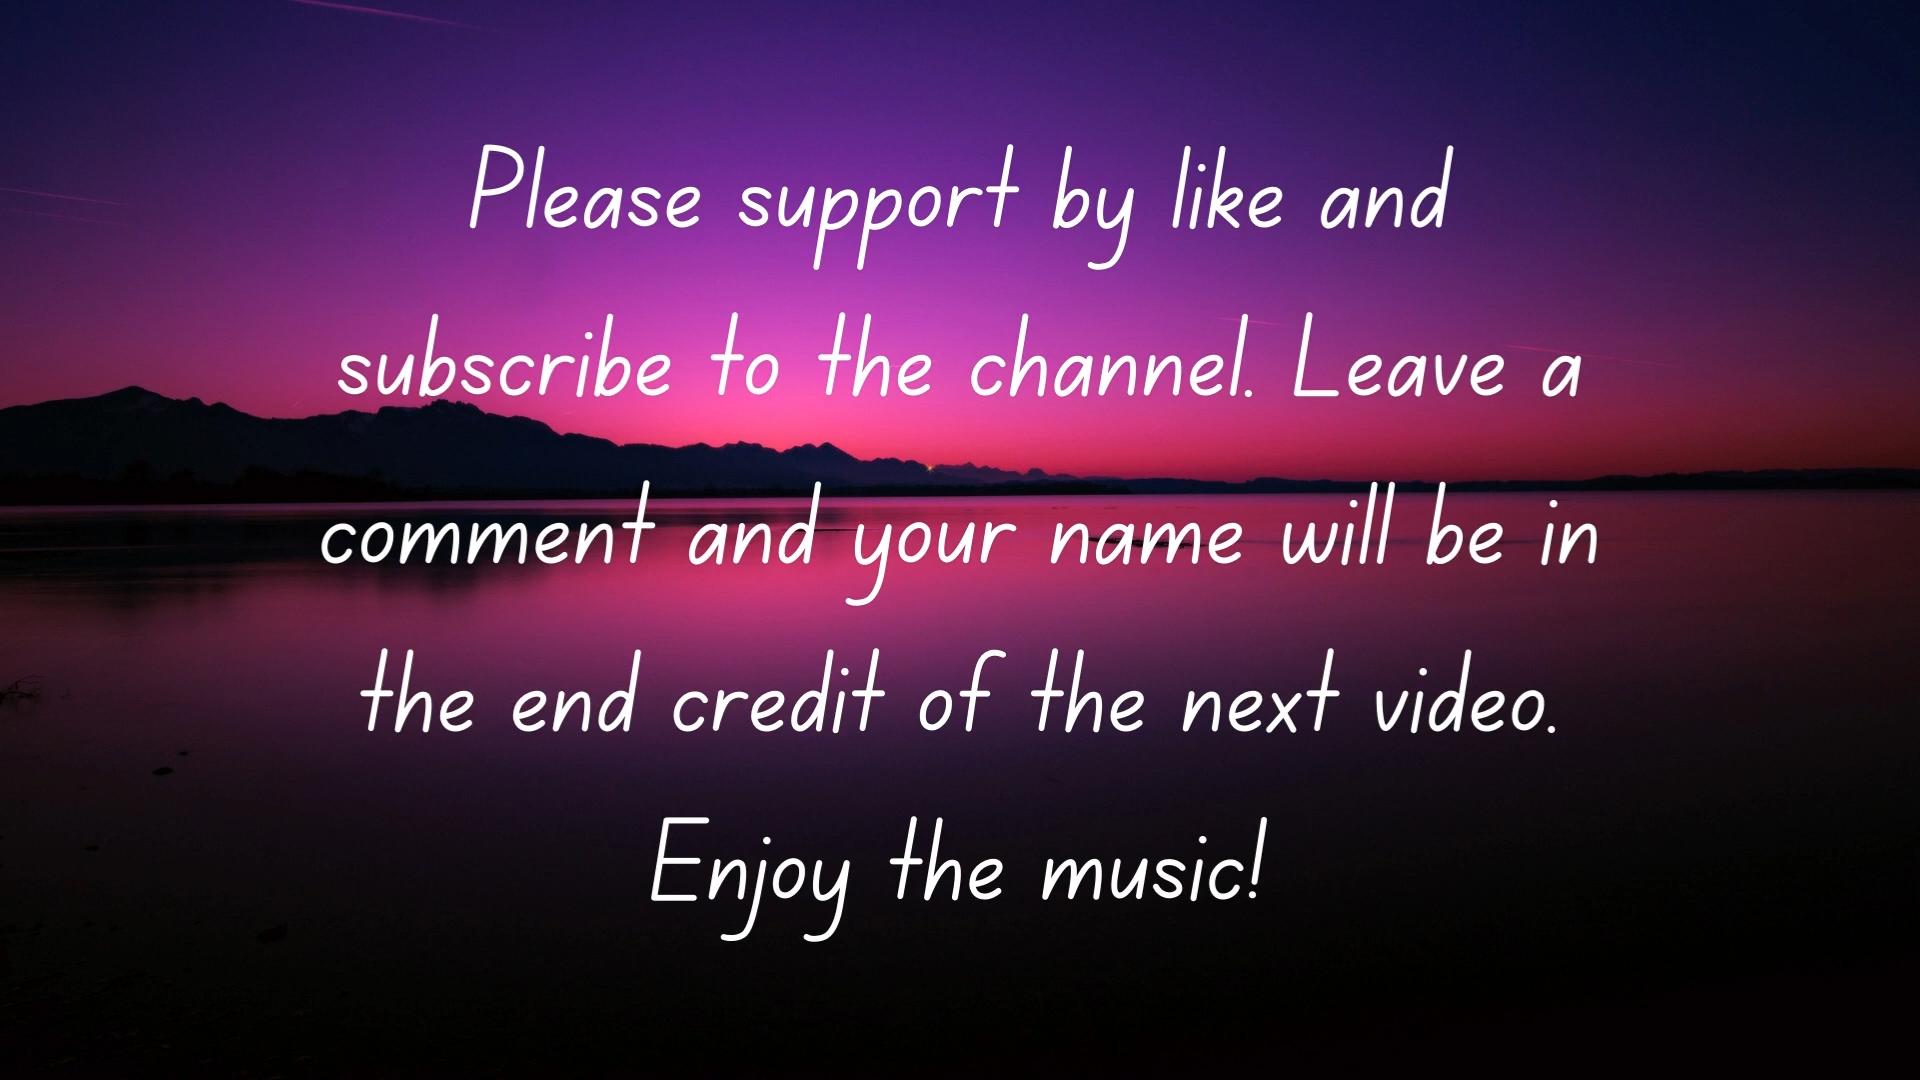 Please support by like and
subscribe to the channel. Leave a
comment and your name will be in
the end credit of the next video.
Enjoy the music!